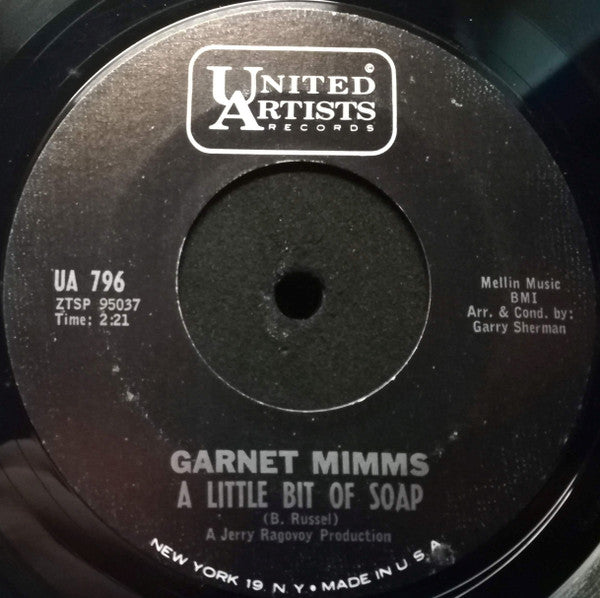 UNITED
ARTISTS
RECORDS
©
UA 796
ZTSP 95037
Time: 2:21
Mellin Music
BMI
Arr. & Cond. by:
Garry Sherman
GARNET MIMMS
A LITTLE BIT OF SOAP
(B. Russel)
A Jerry Ragovoy Production
NEW YORK 19, N.Y. • MADE IN U.S.A.